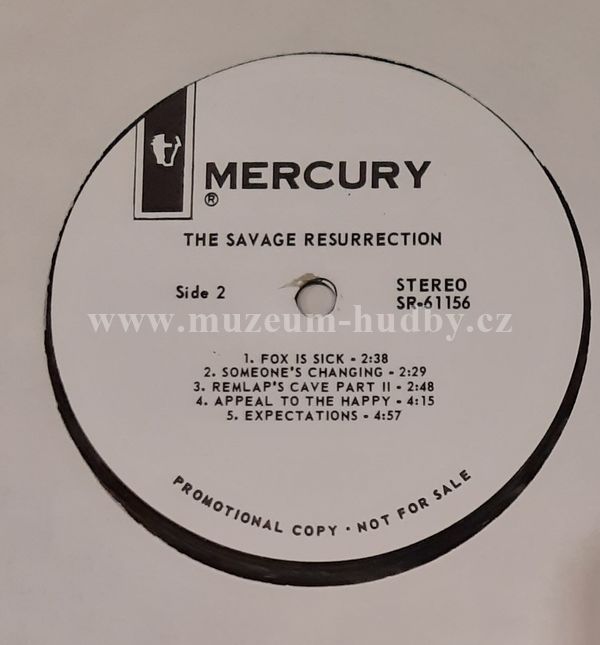 MERCURY
®
THE SAVAGE RESURRECTION
Side 2
STEREO
SR-61156
www.muzeum-hudby.cz
1. FOX IS SICK - 2:38
2. SOMEONE'S CHANGING - 2:29
3. REMLAP'S CAVE PART II - 2:48
4. APPEAL TO THE HAPPY - 4:15
5. EXPECTATIONS - 4:57
PROMOTIONAL COPY • NOT FOR SALE